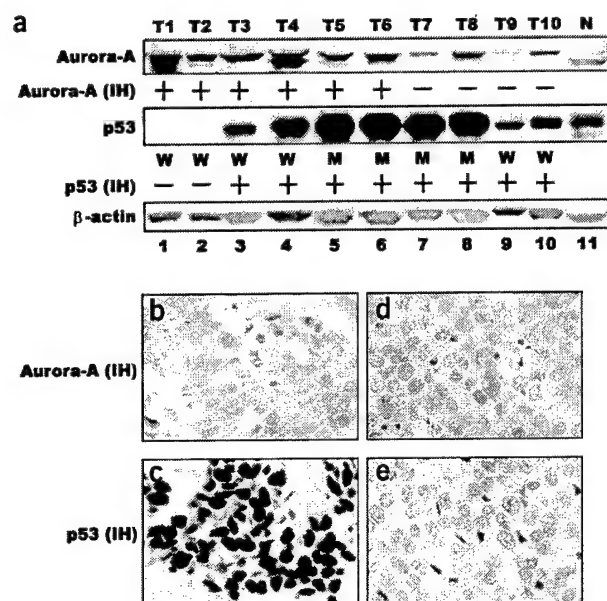 a
T1 T2 T3 T4 T5 T6 T7 T8 T9 T10 N
Aurora-A
Aurora-A (IH) + + + + + + − − − −
p53
W W W W M M M M W W
p53 (IH) − − + + + + + + + +
β-actin
1 2 3 4 5 6 7 8 9 10 11
b d
Aurora-A (IH)
c e
p53 (IH)